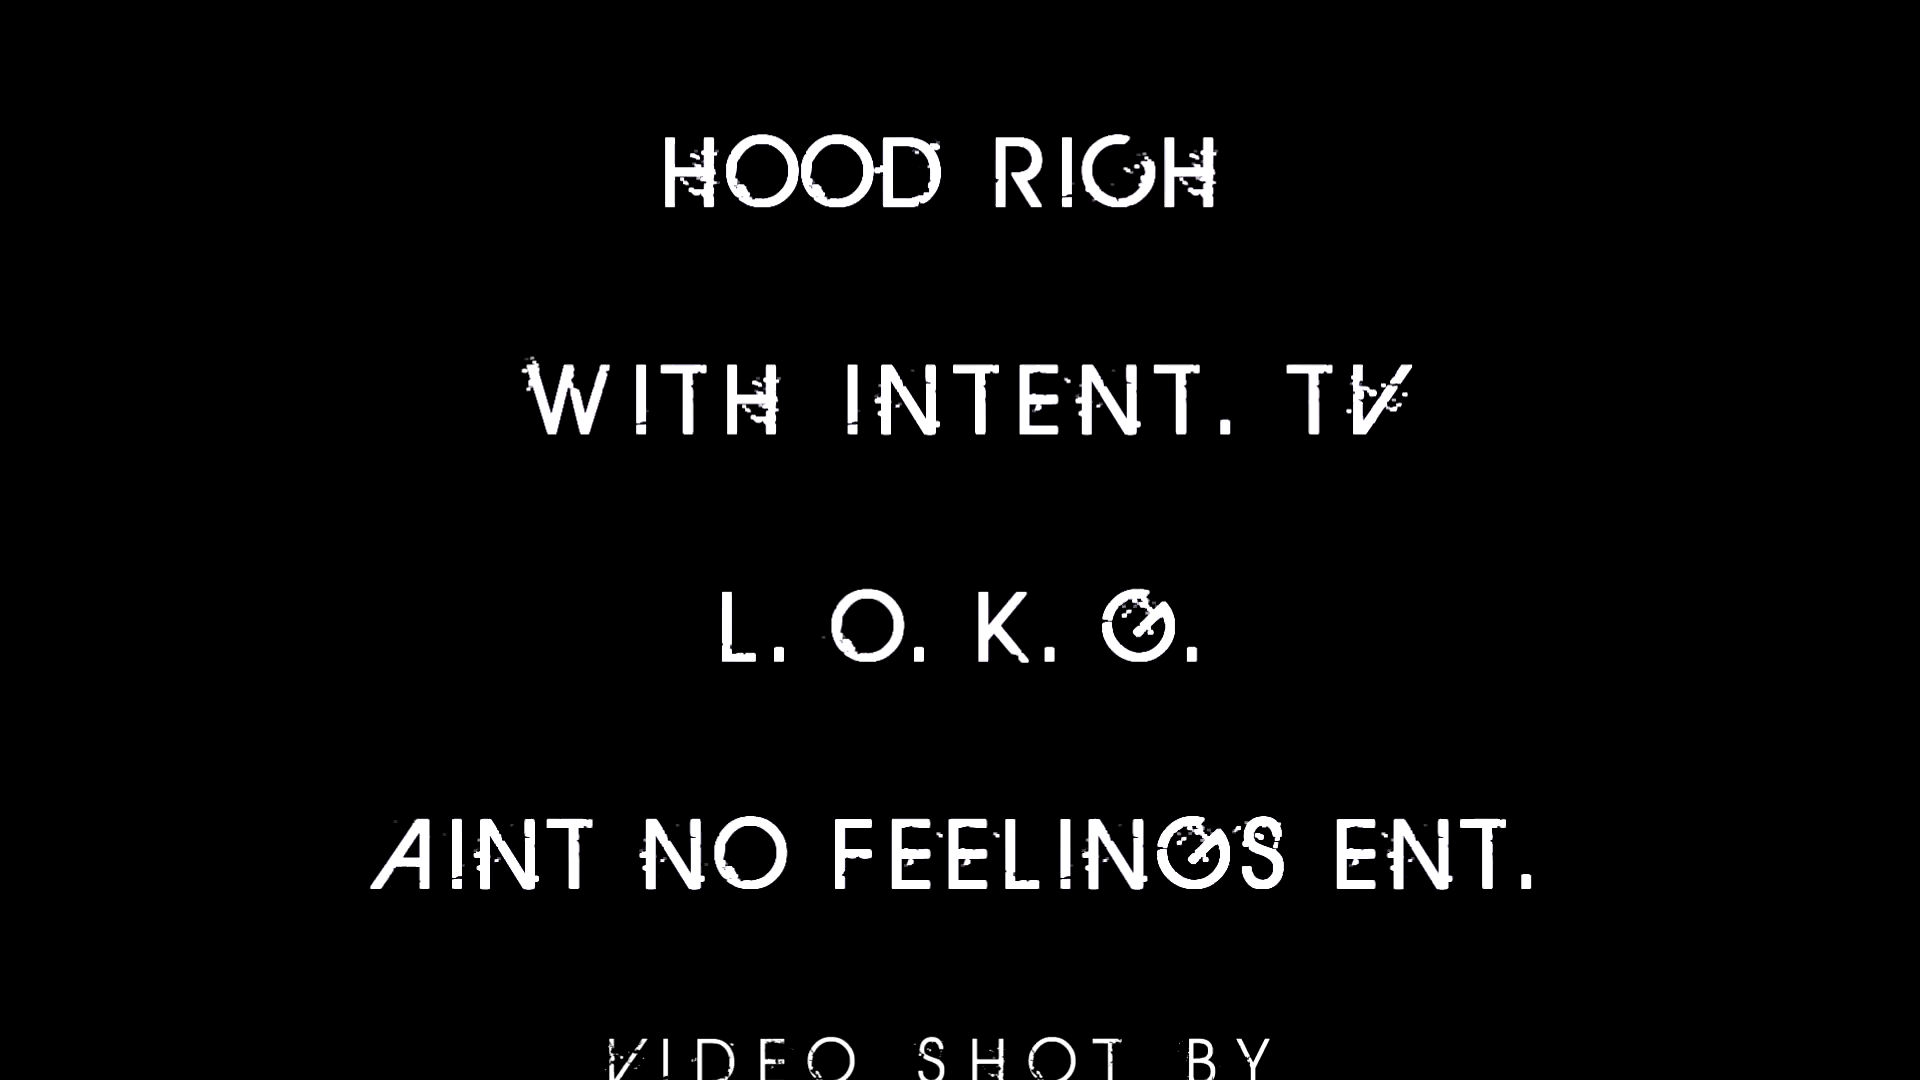 HOOD RICH
WITH INTENT. TV
L. O. K. G.
AINT NO FEELINGS ENT.
VIDEO SHOT BY